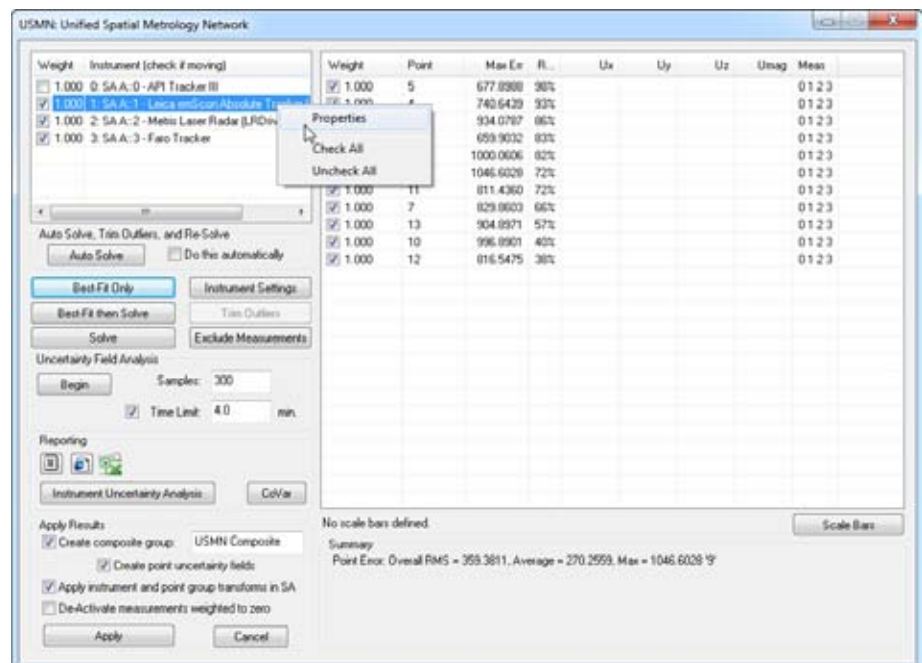 USMN: Unified Spatial Metrology Network
Weight Instrument (check if moving)
1.000 0: SA A::0 - API Tracker III
1.000 1: SA A::1 - Leica emScon Absolute
1.000 2: SA A::2 - Metris Laser Radar
1.000 3: SA A::3 - Faro Tracker
Properties
Check All
Uncheck All
Auto Solve, Trim Outliers, and Re-Solve
Auto Solve
Do this automatically
Best-Fit Only
Instrument Settings
Best-Fit then Solve
Trim Outliers
Solve
Exclude Measurements
Uncertainty Field Analysis
Begin
Samples: 300
Time Limit: 4.0 min.
Reporting
Instrument Uncertainty Analysis
CoVar
Apply Results
Create composite group: USMN Composite
Create point uncertainty fields
Apply instrument and point group transforms in SA
De-Activate measurements weighted to zero
Apply
Cancel
Weight Point Max Err R... Ux Uy Uz Umag Meas
1.000 5 677.8988 98% 0 1 2 3
1.000 740.6439 93% 0 1 2 3
934.0787 86% 0 1 2 3
659.9032 83% 0 1 2 3
1000.0606 82% 0 1 2 3
1046.6028 72% 0 1 2 3
1.000 11 811.4360 72% 0 1 2 3
1.000 7 829.8603 66% 0 1 2 3
1.000 13 904.8971 57% 0 1 2 3
1.000 10 996.8901 40% 0 1 2 3
1.000 12 816.5475 38% 0 1 2 3
No scale bars defined.
Scale Bars
Summary
Point Error: Overall RMS = 359.3811, Average = 270.2559, Max = 1046.6028 '9'